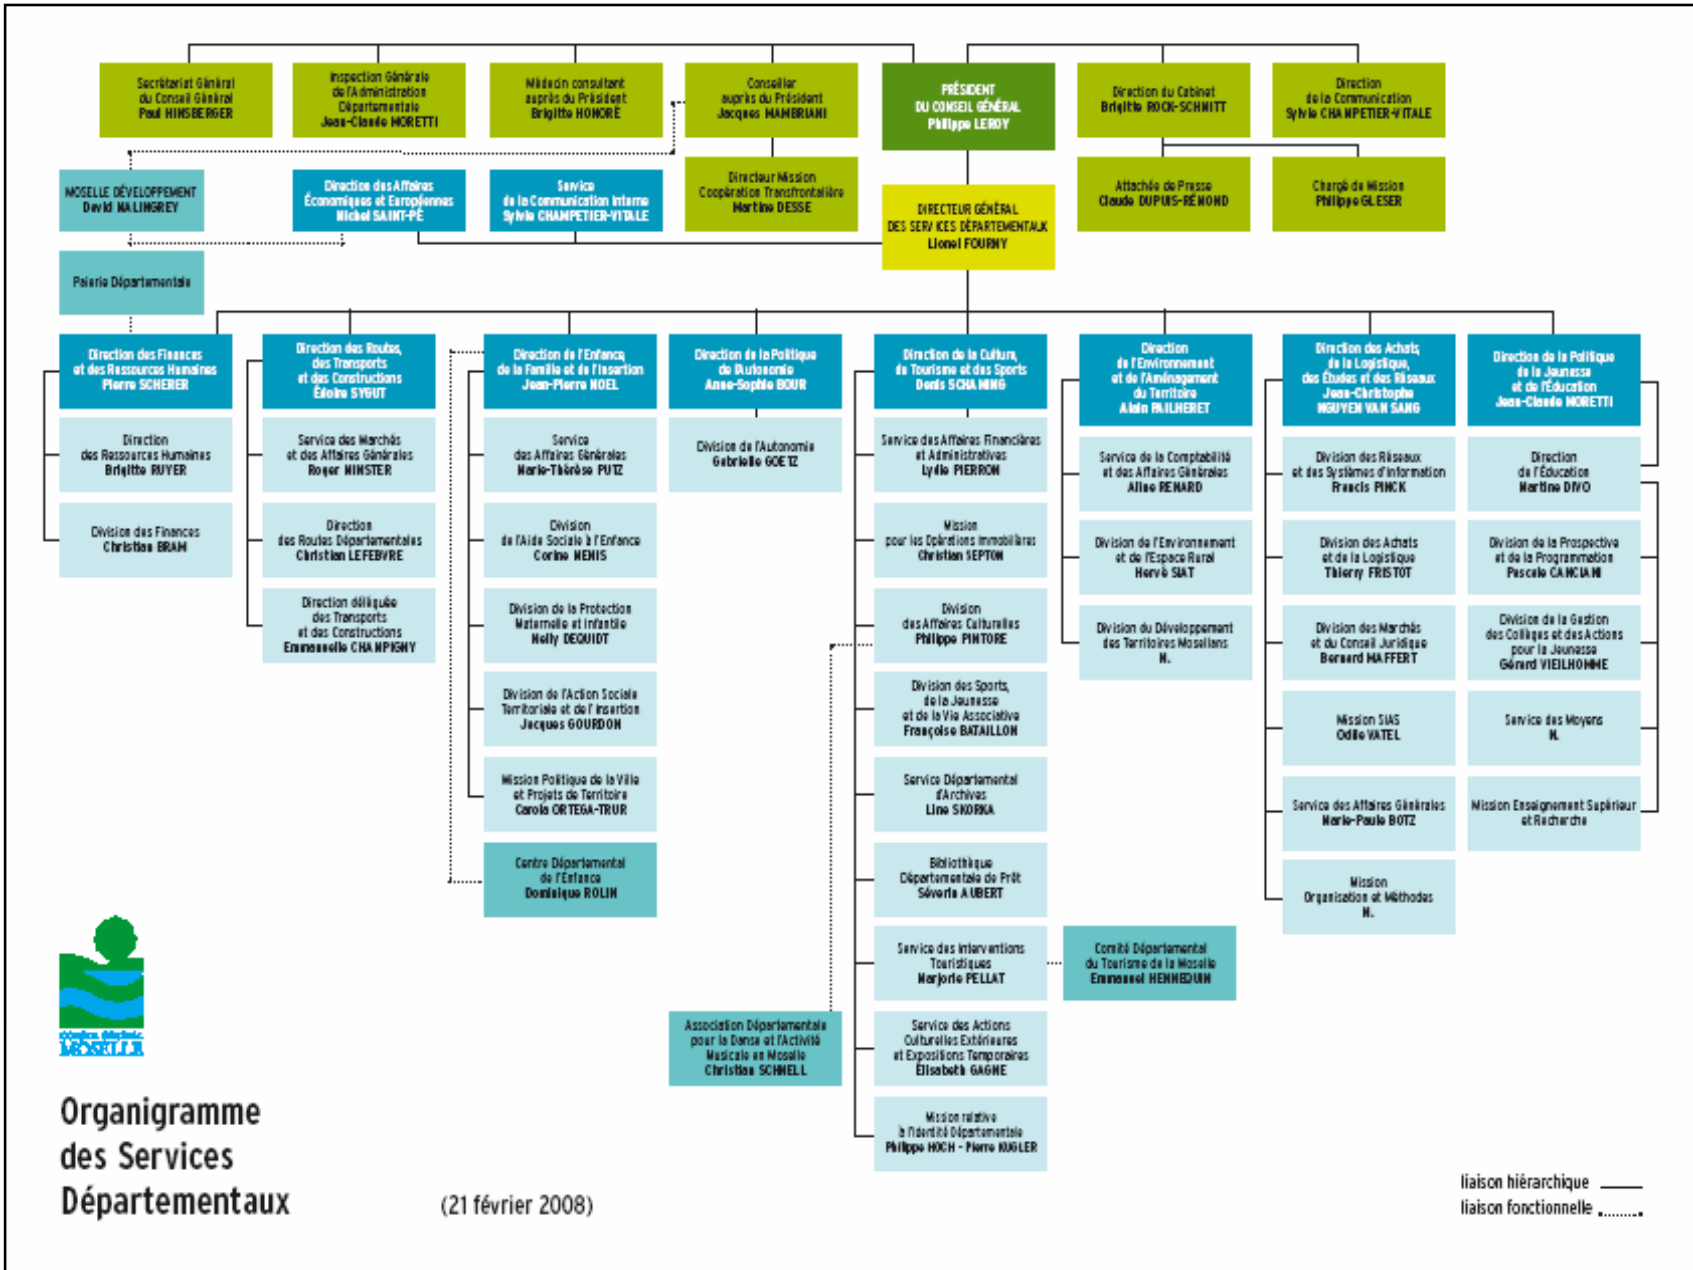 Secrétariat Général
du Conseil Général
Paul HINSBERGER
Inspection Générale
de l'Administration
Départementale
Jean-Claude MORETTI
Médecin consultant
auprès du Président
Brigitte HONORÉ
Conseiller
auprès du Président
Jacques MAMBRIANI
PRÉSIDENT
DU CONSEIL GÉNÉRAL
Philippe LEROY
Direction du Cabinet
Brigitte ROCK-SCHNITT
Direction
de la Communication
Sylvie CHAMPETIER-VITALE
MOSELLE DÉVELOPPEMENT
David MALINGREY
Direction des Affaires
Économiques et Européennes
Michel SAINT-PÉ
Service
de la Communication Interne
Sylvie CHAMPETIER-VITALE
Directeur Mission
Coopération Transfrontalière
Martine DESSE
DIRECTEUR GÉNÉRAL
DES SERVICES DÉPARTEMENTAUX
Lionel FOURNY
Attachée de Presse
Claude DUPUIS-RÉMOND
Chargé de Mission
Philippe GLESER
Paierie Départementale
Direction des Finances
et des Ressources Humaines
Pierre SCHERER
Direction des Routes,
des Transports
et des Constructions
SYGUT
Direction de l'Enfance,
de la Famille et de l'Insertion
Jean-Pierre NOEL
Direction de la Politique
de l'Autonomie
Anne-Sophie BOUR
Direction de la Culture,
du Tourisme et des Sports
Denis SCHAMING
Direction
de l'Environnement
et de l'Aménagement
du Territoire
Alain PAILHERET
Direction des Achats,
de la Logistique,
des Études et des Réseaux
Jean-Christophe
NGUYEN VAN SANG
Direction de la Politique
de la Jeunesse
et de l'Éducation
Jean-Claude MORETTI
Direction
des Ressources Humaines
Brigitte RUYER
Division des Finances
Christian BRAM
Service des Marchés
et des Affaires Générales
Roger MINSTER
Direction
des Routes Départementales
Christian LEFEBVRE
Direction déléguée
des Transports
et des Constructions
Emmanuelle CHAMPIGNY
Service
des Affaires Générales
Marie-Thérèse PUTZ
Division
de l'Aide Sociale à l'Enfance
Corine MENIS
Division de la Protection
Maternelle et Infantile
Nelly DEQUIDT
Division de l'Action Sociale
Territoriale et de l'Insertion
Jacques GOURDON
Mission Politique de la Ville
et Projets de Territoire
Carola ORTEGA-TRUR
Centre Départemental
de l'Enfance
Dominique ROLIN
Division de l'Autonomie
Gabrielle GOETZ
Service des Affaires Financières
et Administratives
Lydie PIERRON
Mission
pour les Opérations Immobilières
Christian SEPTON
Division
des Affaires Culturelles
Philippe PINTORE
Division des Sports,
de la Jeunesse
et de la Vie Associative
Françoise BATAILLON
Service Départemental
d'Archives
Line SKORKA
Bibliothèque
Départementale de Prêt
Séverin AUBERT
Service des Interventions
Touristiques
Marjorie PELLAT
Service des Actions
Culturelles Extérieures
et Expositions Temporaires
Élisabeth GAGNE
Mission relative
à l'Identité Départementale
Philippe HOCH - Pierre KUGLER
Association Départementale
pour la Danse et l'Activité
Musicale en Moselle
Christian SCHNELL
Comité Départemental
du Tourisme de la Moselle
Emmanuel HENNEQUIN
Service de la Comptabilité
et des Affaires Générales
Aline RENARD
Division de l'Environnement
et de l'Espace Rural
Hervé SIAT
Division du Développement
des Territoires Mosellans
N.
Division des Réseaux
et des Systèmes d'Information
Francis PINCK
Division des Achats
et de la Logistique
Thierry FRISTOT
Division des Marchés
et du Conseil Juridique
Bernard MAFFERT
Mission SIAS
Odile VATEL
Service des Affaires Générales
Marie-Paule BOTZ
Mission
Organisation et Méthodes
N.
Direction
de l'Éducation
Martine DIVO
Division de la Prospective
et de la Programmation
Pascale CANCIANI
Division de la Gestion
des Collèges et des Actions
pour la Jeunesse
Gérard VIEILHOMME
Service des Moyens
N.
Mission Enseignement Supérieur
et Recherche
MOSELLE
Organigramme
des Services
Départementaux
(21 février 2008)
liaison hiérarchique
liaison fonctionnelle